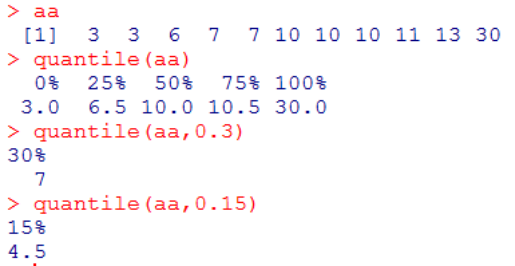 > aa
 [1]  3  3  6  7  7 10 10 10 11 13 30
> quantile(aa)
  0%  25%  50%  75% 100%
 3.0  6.5 10.0 10.5 30.0
> quantile(aa,0.3)
30%
  7
> quantile(aa,0.15)
15%
4.5